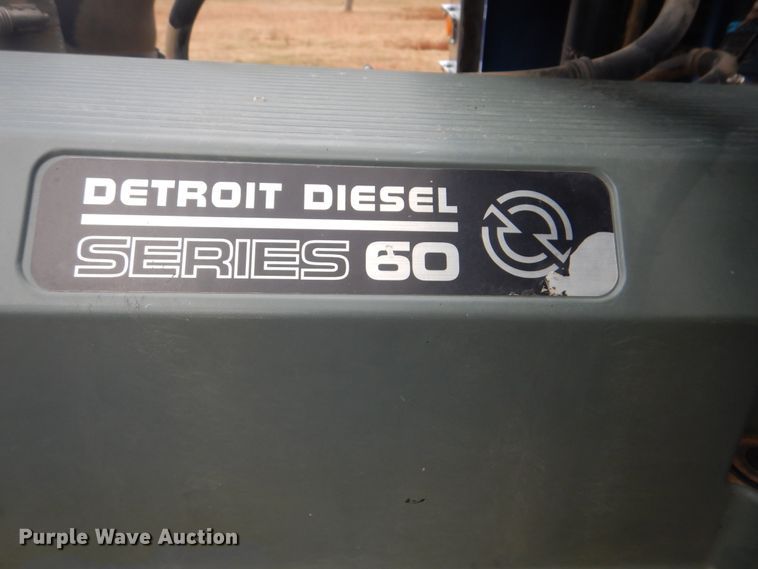 DETROIT DIESEL
SERIES 60
Purple Wave Auction